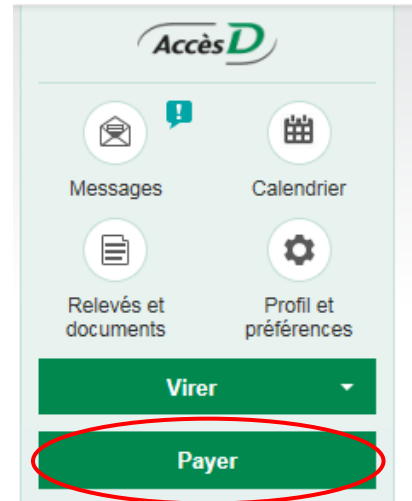 AccèsD
Messages Calendrier
Relevés et Profil et
documents préférences
Virer
Payer